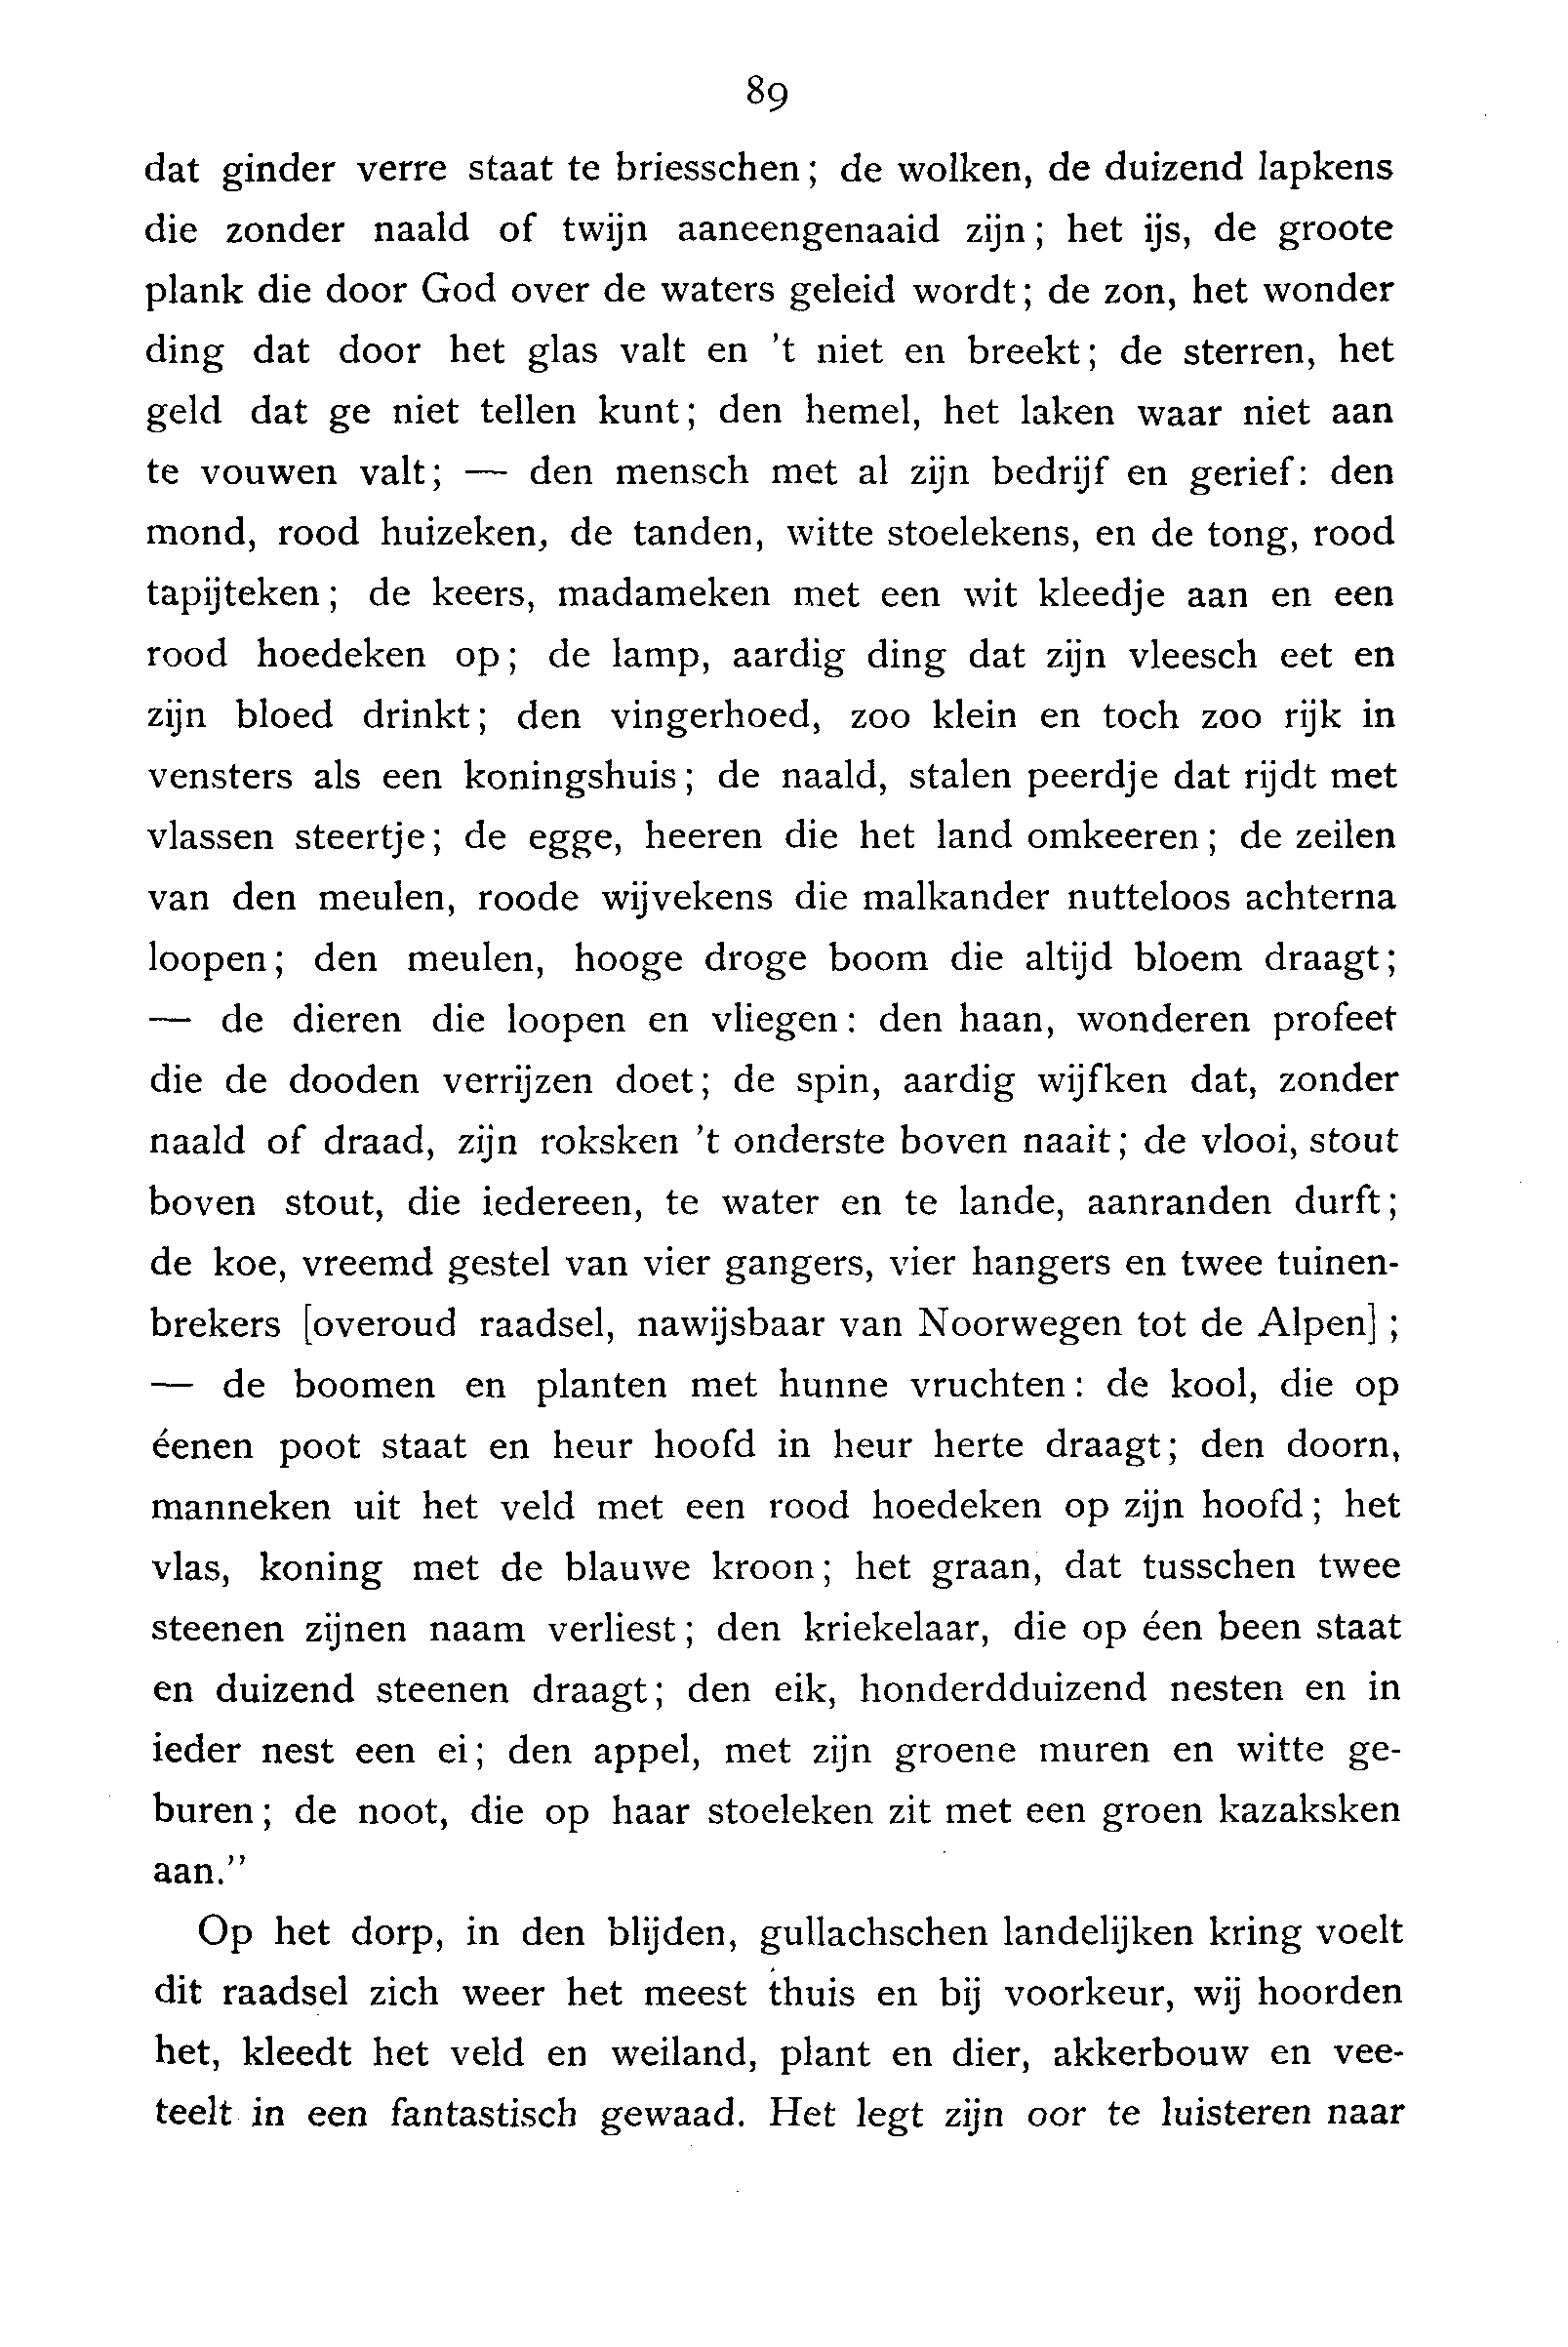 89
dat ginder verre staat te briesschen; de wolken, de duizend lapkens
die zonder naald of twijn aaneengenaaid zijn; het ijs, de groote
plank die door God over de waters geleid wordt; de zon, het wonder
ding dat door het glas valt en 't niet en breekt; de sterren, het
geld dat ge niet tellen kunt; den hemel, het laken waar niet aan
te vouwen valt; — den mensch met al zijn bedrijf en gerief: den
mond, rood huizeken, de tanden, witte stoelekens, en de tong, rood
tapijteken; de keers, madameken met een wit kleedje aan en een
rood hoedeken op; de lamp, aardig ding dat zijn vleesch eet en
zijn bloed drinkt; den vingerhoed, zoo klein en toch zoo rijk in
vensters als een koningshuis; de naald, stalen peerdje dat rijdt met
vlassen steertje; de egge, heeren die het land omkeeren; de zeilen
van den meulen, roode wijvekens die malkander nutteloos achterna
loopen; den meulen, hooge droge boom die altijd bloem draagt;
— de dieren die loopen en vliegen: den haan, wonderen profeet
die de dooden verrijzen doet; de spin, aardig wijfken dat, zonder
naald of draad, zijn roksken 't onderste boven naait; de vlooi, stout
boven stout, die iedereen, te water en te lande, aanranden durft;
de koe, vreemd gestel van vier gangers, vier hangers en twee tuinen-
brekers [overoud raadsel, nawijsbaar van Noorwegen tot de Alpen];
— de boomen en planten met hunne vruchten: de kool, die op
éenen poot staat en heur hoofd in heur herte draagt; den doorn,
manneken uit het veld met een rood hoedeken op zijn hoofd; het
vlas, koning met de blauwe kroon; het graan, dat tusschen twee
steenen zijnen naam verliest; den kriekelaar, die op éen been staat
en duizend steenen draagt; den eik, honderdduizend nesten en in
ieder nest een ei; den appel, met zijn groene muren en witte ge-
buren; de noot, die op haar stoeleken zit met een groen kazaksken
aan.”
Op het dorp, in den blijden, gullachschen landelijken kring voelt
dit raadsel zich weer het meest thuis en bij voorkeur, wij hoorden
het, kleedt het veld en weiland, plant en dier, akkerbouw en vee-
teelt in een fantastisch gewaad. Het legt zijn oor te luisteren naar